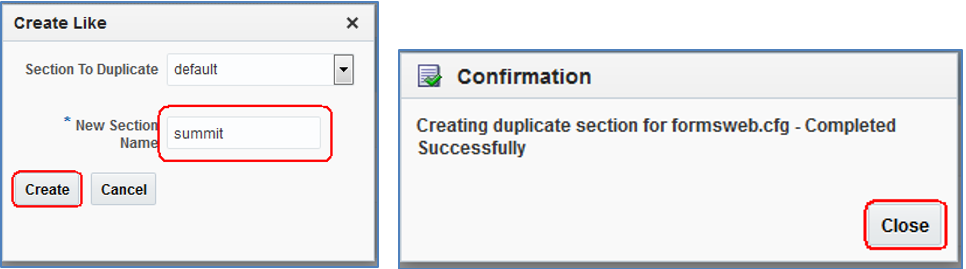 Create Like
Section To Duplicate default
* New Section
Name
summit
Create Cancel
Confirmation
Creating duplicate section for formsweb.cfg - Completed
Successfully
Close